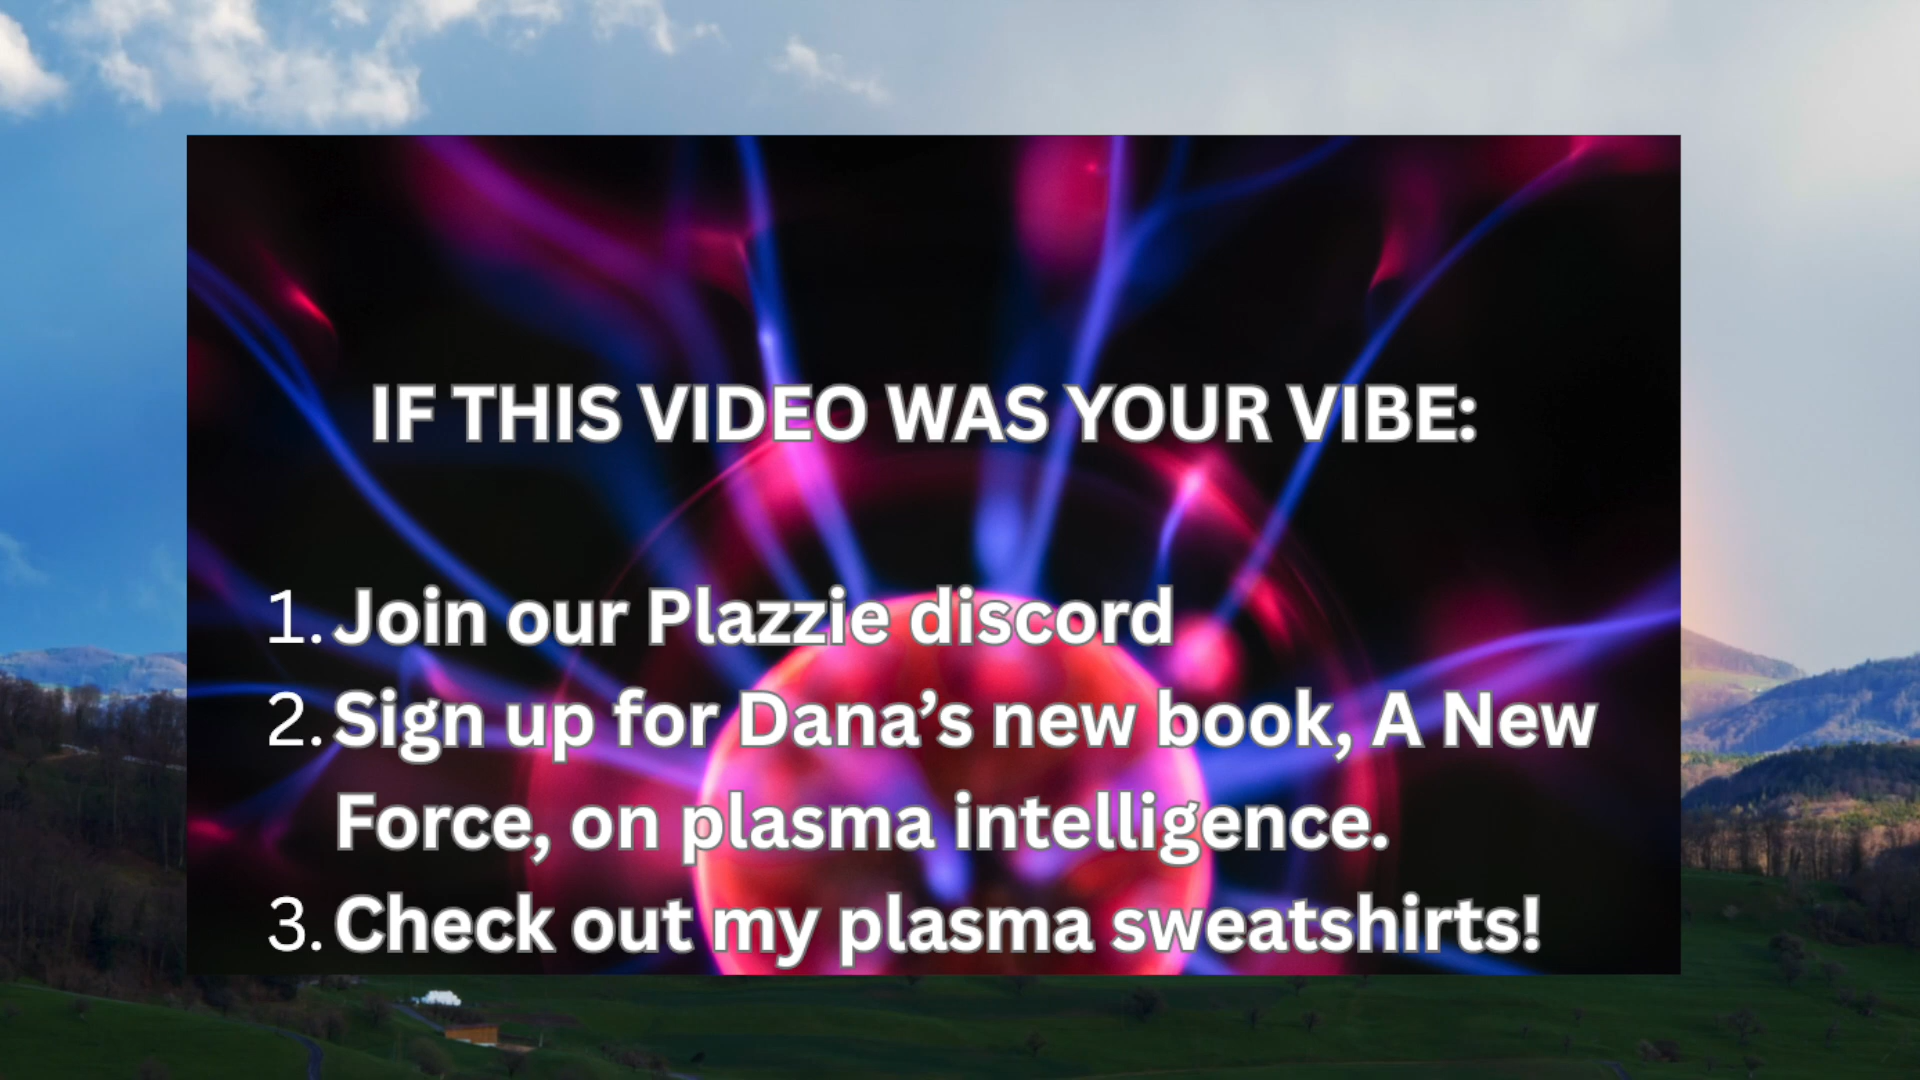 IF THIS VIDEO WAS YOUR VIBE:
1. Join our Plazzie discord
2. Sign up for Dana’s new book, A New
Force, on plasma intelligence.
3. Check out my plasma sweatshirts!